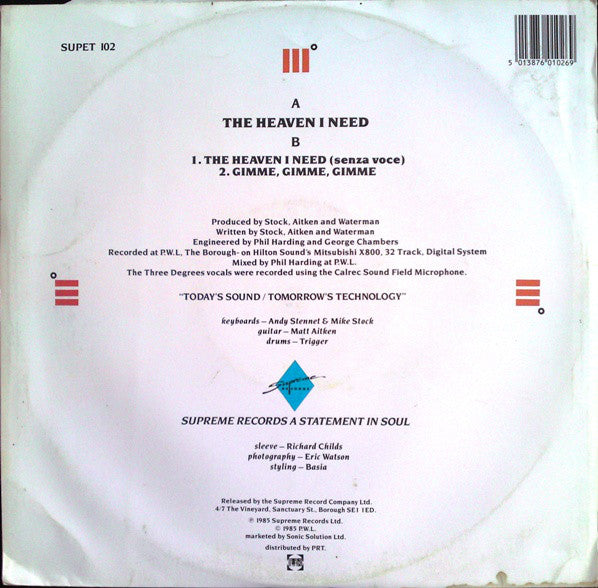 SUPET 102
5 013876 010269
III°
A
THE HEAVEN I NEED
B
1. THE HEAVEN I NEED (senza voce)
2. GIMME, GIMME, GIMME
Produced by Stock, Aitken and Waterman
Written by Stock, Aitken and Waterman
Engineered by Phil Harding and George Chambers
Recorded at P.W.L, The Borough- on Hilton Sound's Mitsubishi X800, 32 Track, Digital System
Mixed by Phil Harding at P.W.L.
The Three Degrees vocals were recorded using the Calrec Sound Field Microphone.
"TODAY'S SOUND / TOMORROW'S TECHNOLOGY"
keyboards – Andy Stennet & Mike Stock
guitar – Matt Aitken
drums – Trigger
Supreme
RECORDS
SUPREME RECORDS A STATEMENT IN SOUL
sleeve – Richard Childs
photography – Eric Watson
styling – Basia
Released by the Supreme Record Company Ltd.
4/7 The Vineyard, Sanctuary St., Borough SE1 1ED.
℗ 1985 Supreme Records Ltd.
© 1985 P.W.L.
marketed by Sonic Solution Ltd.
distributed by PRT.